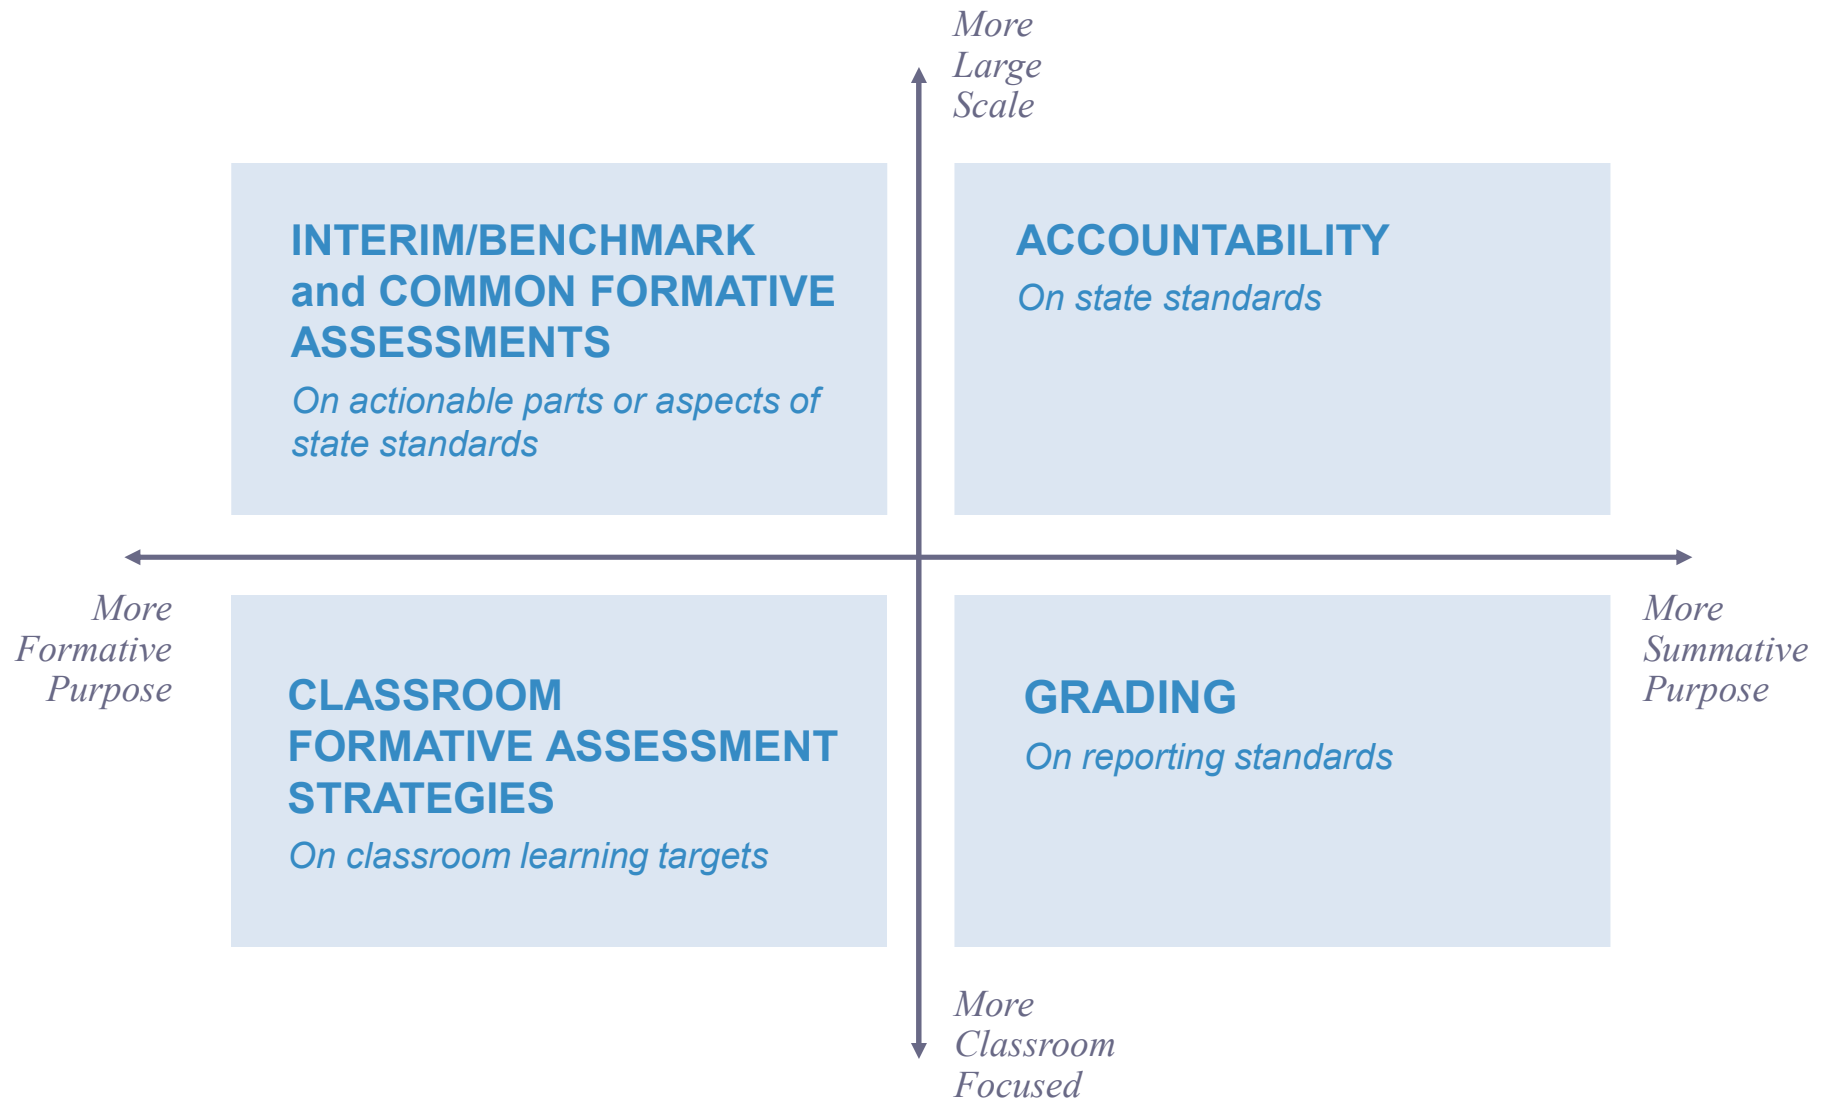 More
Large
Scale
INTERIM/BENCHMARK
and COMMON FORMATIVE
ASSESSMENTS
On actionable parts or aspects of
state standards
ACCOUNTABILITY
On state standards
More
Formative
Purpose
More
Summative
Purpose
CLASSROOM
FORMATIVE ASSESSMENT
STRATEGIES
On classroom learning targets
GRADING
On reporting standards
More
Classroom
Focused